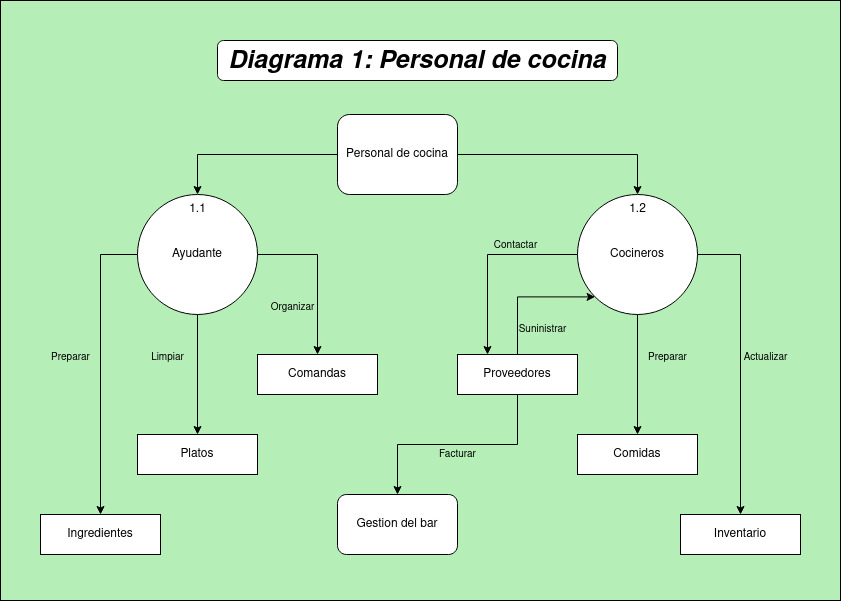 Diagrama 1: Personal de cocina
Personal de cocina
1.1
Ayudante
1.2
Cocineros
Contactar
Organizar
Suninistrar
Preparar
Limpiar
Preparar
Actualizar
Comandas
Proveedores
Platos
Facturar
Comidas
Ingredientes
Gestion del bar
Inventario